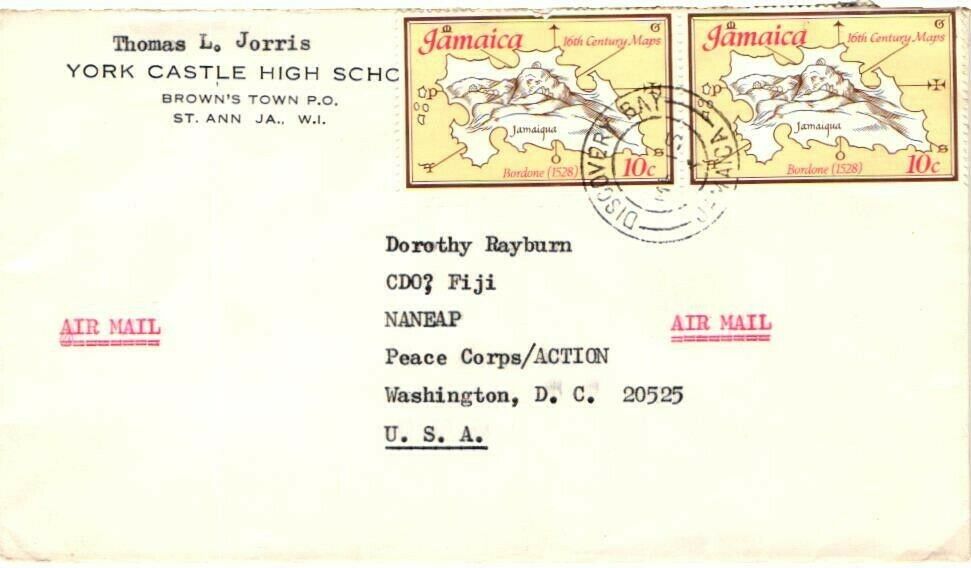 Thomas L. Jorris
YORK CASTLE HIGH SCHO
BROWN'S TOWN P.O.
ST. ANN JA., W.I.
Jamaica
16th Century Maps
Jamaiqua
Bordone (1528)
10c
Jamaica
16th Century Maps
Jamaiqua
Bordone (1528)
10c
DISCOVERY BAY
JAMAICA
Dorothy Rayburn
CDO? Fiji
NANEAP
Peace Corps/ACTION
Washington, D. C. 20525
U. S. A.
AIR MAIL
AIR MAIL